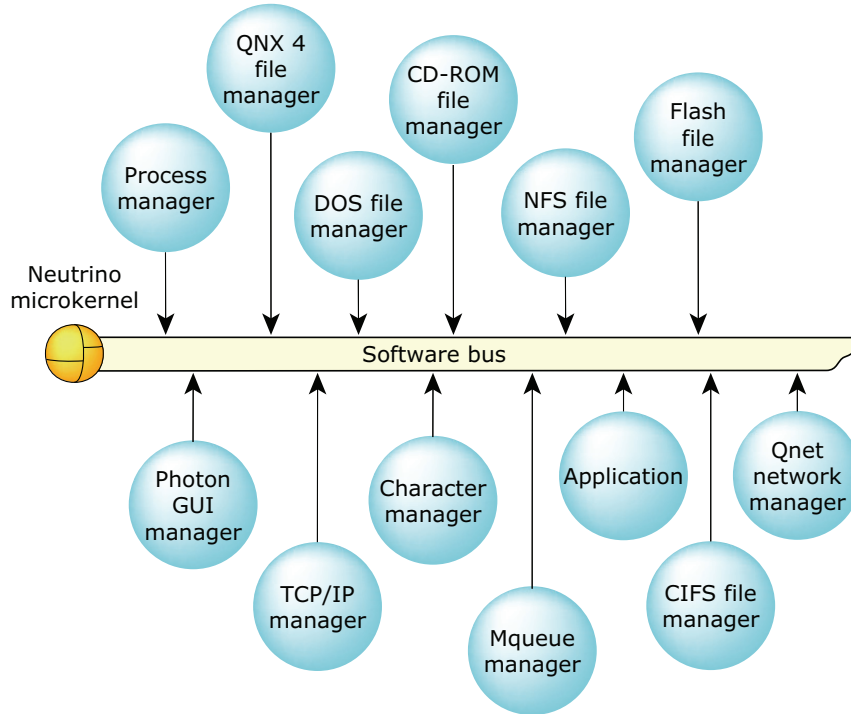 QNX 4
file
manager
CD-ROM
file
manager
Flash
file
manager
Process
manager
DOS file
manager
NFS file
manager
Neutrino
microkernel
Software bus
Photon
GUI
manager
TCP/IP
manager
Character
manager
Mqueue
manager
Application
CIFS file
manager
Qnet
network
manager